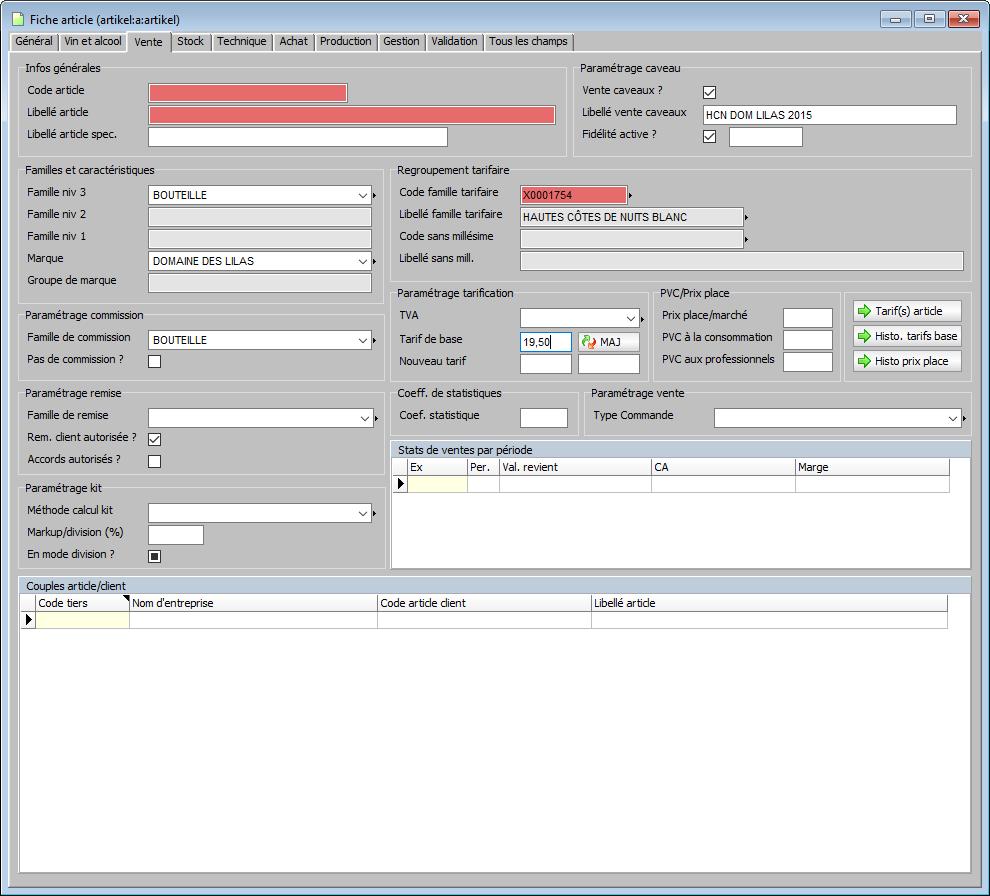 Fiche article (artikel:a:artikel)
Général Vin et alcool Vente Stock Technique Achat Production Gestion Validation Tous les champs
Infos générales
Code article
Libellé article
Libellé article spec.
Paramétrage caveau
Vente caveaux ?
Libellé vente caveaux HCN DOM LILAS 2015
Fidélité active ?
Familles et caractéristiques
Famille niv 3 BOUTEILLE
Famille niv 2
Famille niv 1
Marque DOMAINE DES LILAS
Groupe de marque
Regroupement tarifaire
Code famille tarifaire X0001754
Libellé famille tarifaire HAUTES CÔTES DE NUITS BLANC
Code sans millésime
Libellé sans mill.
Paramétrage commission
Famille de commission BOUTEILLE
Pas de commission ?
Paramétrage tarification
TVA
Tarif de base 19,50 MAJ
Nouveau tarif
PVC/Prix place
Prix place/marché
PVC à la consommation
PVC aux professionnels
Tarif(s) article
Histo. tarifs base
Histo prix place
Paramétrage remise
Famille de remise
Rem. client autorisée ?
Accords autorisés ?
Coeff. de statistiques
Coef. statistique
Paramétrage vente
Type Commande
Stats de ventes par période
Ex Per. Val. revient CA Marge
Paramétrage kit
Méthode calcul kit
Markup/division (%)
En mode division ?
Couples article/client
Code tiers Nom d'entreprise Code article client Libellé article